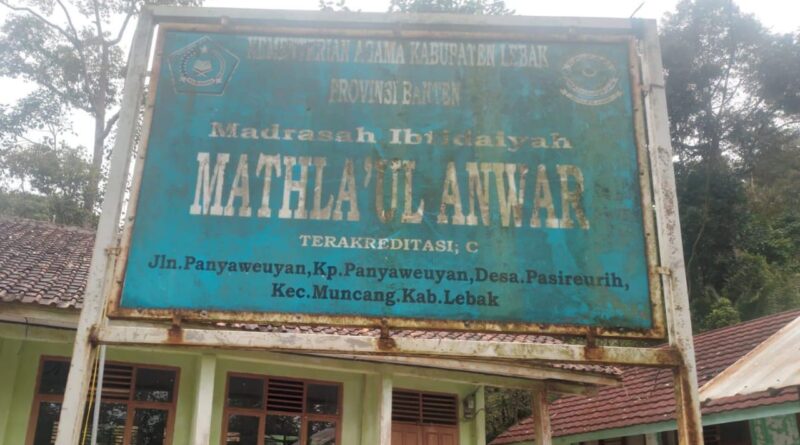 KEMENTERIAN AGAMA KABUPATEN LEBAK
PROVINSI BANTEN
Madrasah Ibtidaiyah
MATHLA'UL ANWAR
TERAKREDITASI; C
Jln.Panyaweuyan,Kp.Panyaweuyan,Desa.Pasireurih,
Kec.Muncang.Kab.Lebak